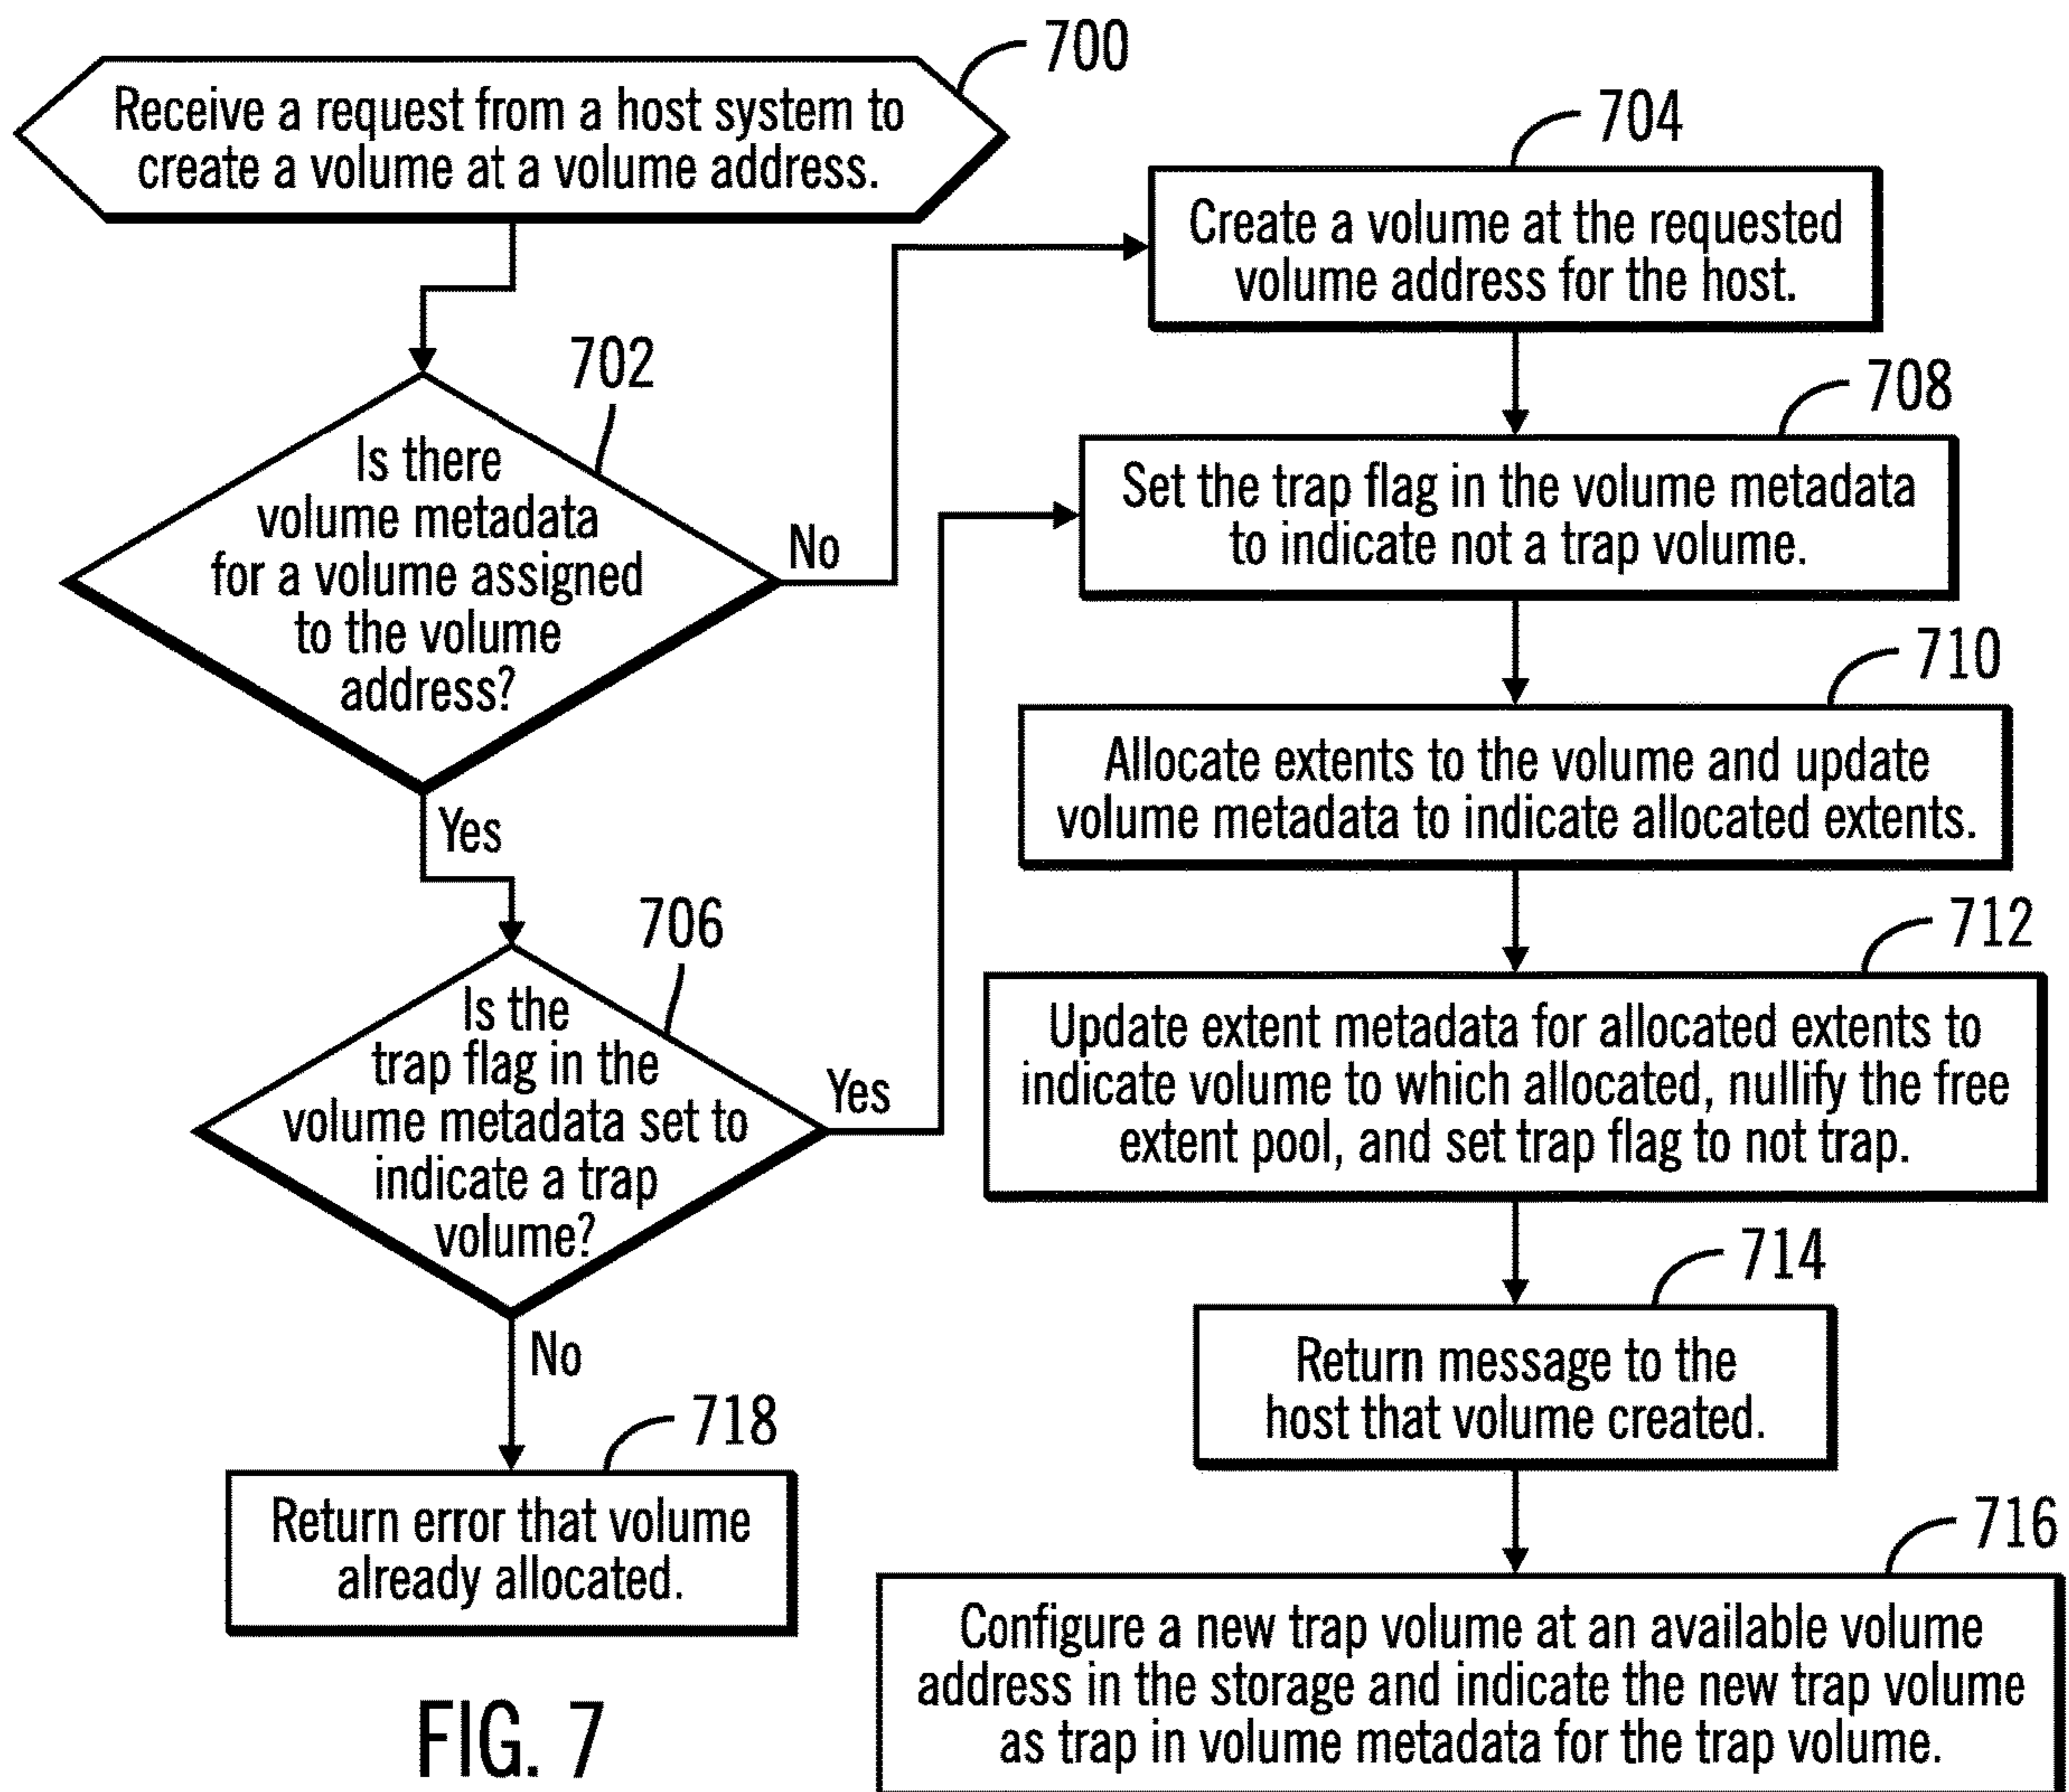 700
Receive a request from a host system to
create a volume at a volume address.
702
Is there
volume metadata
for a volume assigned
to the volume
address?
No
Yes
704
Create a volume at the requested
volume address for the host.
706
Is the
trap flag in the
volume metadata set to
indicate a trap
volume?
Yes
No
708
Set the trap flag in the volume metadata
to indicate not a trap volume.
710
Allocate extents to the volume and update
volume metadata to indicate allocated extents.
712
Update extent metadata for allocated extents to
indicate volume to which allocated, nullify the free
extent pool, and set trap flag to not trap.
714
Return message to the
host that volume created.
716
Configure a new trap volume at an available volume
address in the storage and indicate the new trap volume
as trap in volume metadata for the trap volume.
718
Return error that volume
already allocated.
FIG. 7